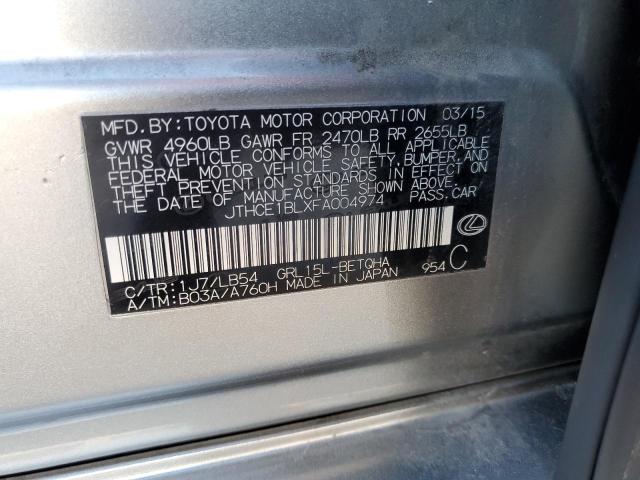 MFD. BY: TOYOTA MOTOR CORPORATION 03/15
GVWR 4960LB GAWR FR 2470LB RR 2655LB
THIS VEHICLE CONFORMS TO ALL APPLICABLE
FEDERAL MOTOR VEHICLE SAFETY, BUMPER, AND
THEFT PREVENTION STANDARDS IN EFFECT ON
THE DATE OF MANUFACTURE SHOWN ABOVE.
JTHCE1BLXFA004974 PASS.CAR
C/TR:1J7/LB54 GRL15L-BETQHA 954 C
A/TM:B03A/A760H MADE IN JAPAN